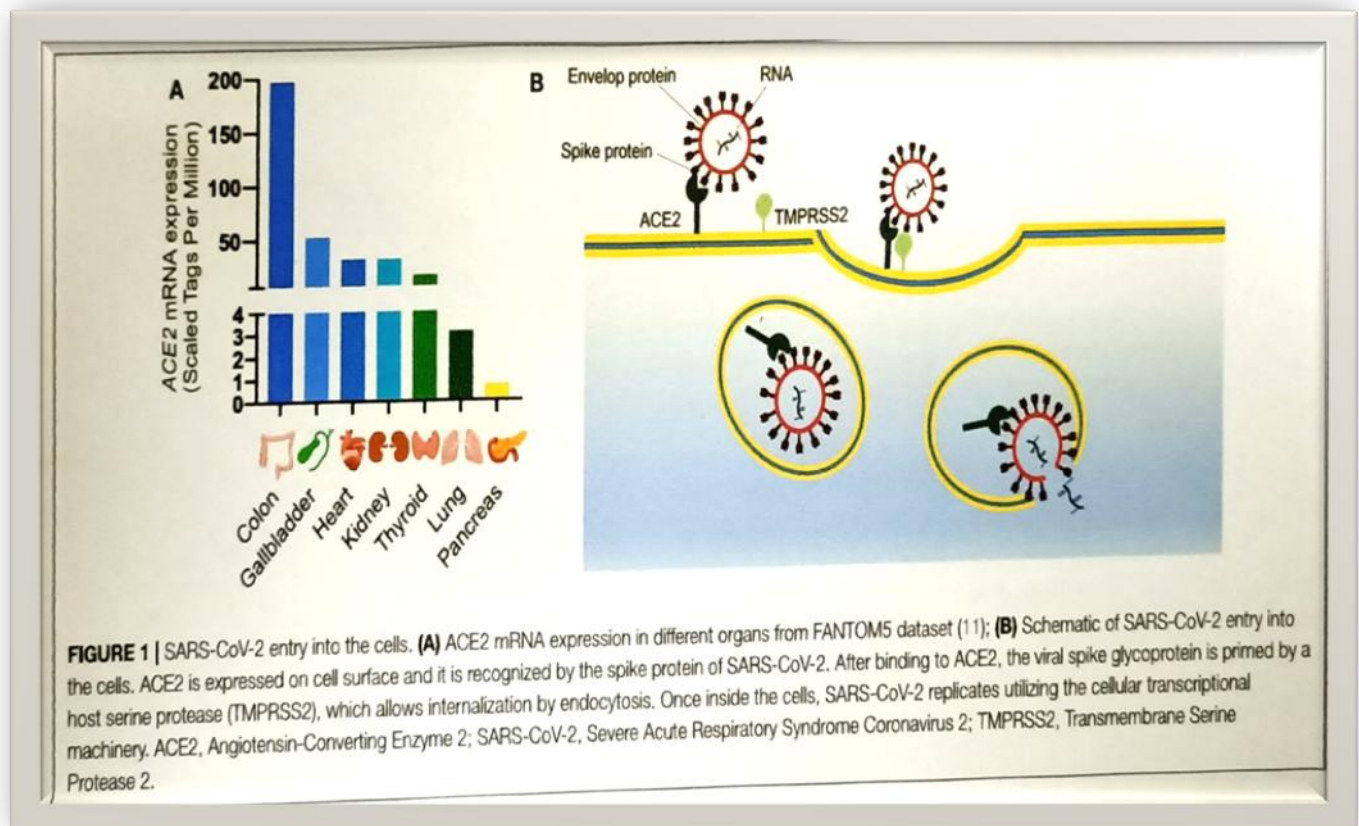 A
ACE2 mRNA expression
(Scaled Tags Per Million)
200
150
100
50
4
3
2
1
0
Colon
Gallbladder
Heart
Kidney
Thyroid
Lung
Pancreas
B
Envelop protein
RNA
Spike protein
ACE2
TMPRSS2
FIGURE 1 | SARS-CoV-2 entry into the cells. (A) ACE2 mRNA expression in different organs from FANTOM5 dataset (11); (B) Schematic of SARS-CoV-2 entry into
the cells. ACE2 is expressed on cell surface and it is recognized by the spike protein of SARS-CoV-2. After binding to ACE2, the viral spike glycoprotein is primed by a
host serine protease (TMPRSS2), which allows internalization by endocytosis. Once inside the cells, SARS-CoV-2 replicates utilizing the cellular transcriptional
machinery. ACE2, Angiotensin-Converting Enzyme 2; SARS-CoV-2, Severe Acute Respiratory Syndrome Coronavirus 2; TMPRSS2, Transmembrane Serine
Protease 2.